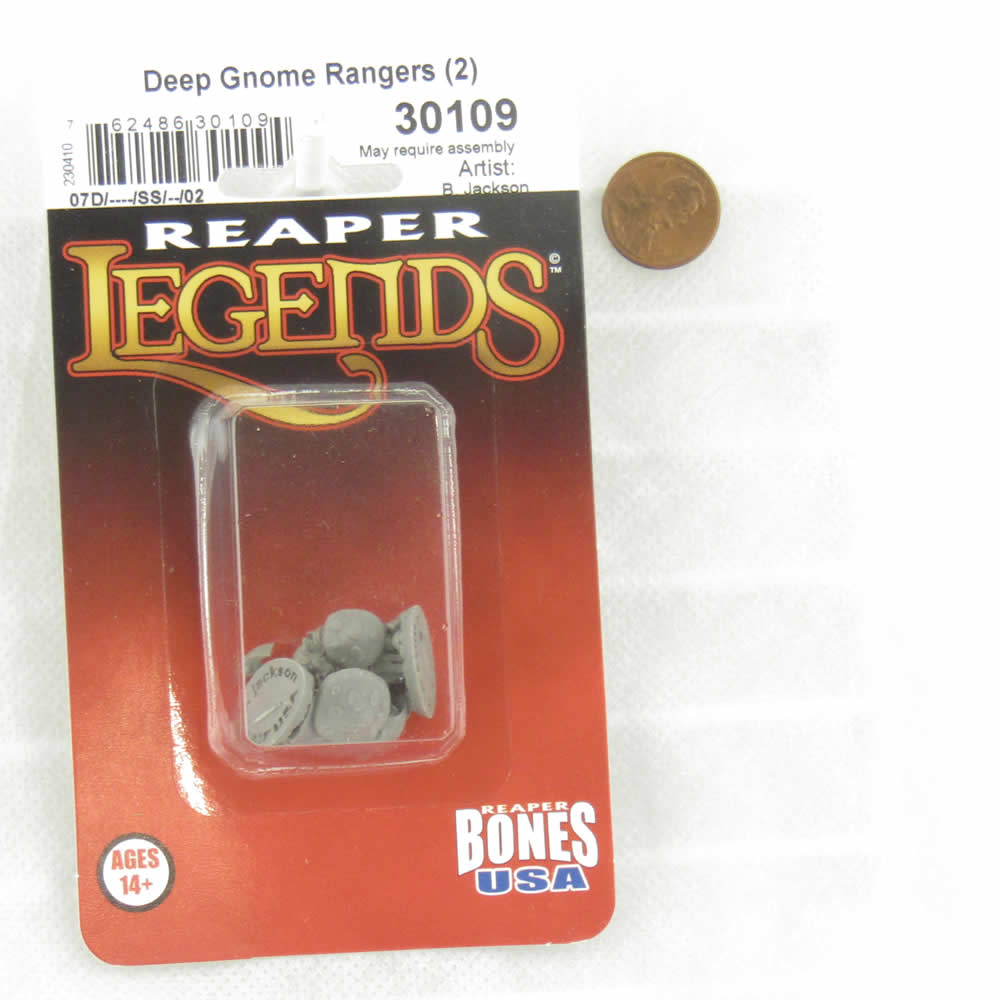 Deep Gnome Rangers (2)
7 62486 30109
30109
230410
May require assembly
Artist:
B. Jackson
07D/----/SS/--/02
REAPER
LEGENDS
©
™
Jackson
AGES
14+
REAPER
BONES
USA